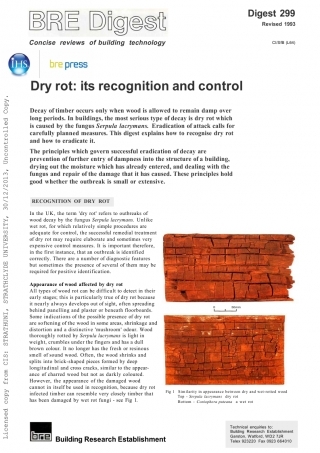 BRE Digest
Concise reviews of building technology
Digest 299
Revised 1993
CI/SfB (L66)
IHS
bre press
Dry rot: its recognition and control
Decay of timber occurs only when wood is allowed to remain damp over
long periods. In buildings, the most serious type of decay is dry rot which
is caused by the fungus Serpula lacrymans. Eradication of attack calls for
carefully planned measures. This digest explains how to recognise dry rot
and how to eradicate it.
The principles which govern successful eradication of decay are
prevention of further entry of dampness into the structure of a building,
drying out the moisture which has already entered, and dealing with the
fungus and repair of the damage that it has caused. These principles hold
good whether the outbreak is small or extensive.
RECOGNITION OF DRY ROT
In the UK, the term 'dry rot' refers to outbreaks of
wood decay by the fungus Serpula lacrymans. Unlike
wet rot, for which relatively simple procedures are
adequate for control, the successful remedial treatment
of dry rot may require elaborate and sometimes very
expensive control measures. It is important therefore,
in the first instance, that an outbreak is identified
correctly. There are a number of diagnostic features
but sometimes the presence of several of them may be
required for positive identification.
Appearance of wood affected by dry rot
All types of wood rot can be difficult to detect in their
early stages; this is particularly true of dry rot because
it nearly always develops out of sight, often spreading
behind panelling and plaster or beneath floorboards.
Some indications of the possible presence of dry rot
are softening of the wood in some areas, shrinkage and
distortion and a distinctive 'mushroom' odour. Wood
thoroughly rotted by Serpula lacrymans is light in
weight, crumbles under the fingers and has a dull
brown colour. It no longer has the fresh or resinous
smell of sound wood. Often, the wood shrinks and
splits into brick-shaped pieces formed by deep
longitudinal and cross cracks, similar to the appear-
ance of charred wood but not as darkly coloured.
However, the appearance of the damaged wood
cannot in itself be used in recognition, because dry rot
infected timber can resemble very closely timber that
has been damaged by wet rot fungi - see Fig 1.
Fig 1 Similarity in appearance between dry and wet-rotted wood
Top - Serpula lacrymans dry rot
Bottom - Coniophora puteana a wet rot
bre
Building Research Establishment
Technical enquiries to:
Building Research Establishment
Garston, Watford, WD2 7JR
Telex 923220 Fax 0923 664010
Licensed copy from CIS: STRATHUNI, STRATHCLYDE UNIVERSITY, 30/12/2013, Uncontrolled Copy.